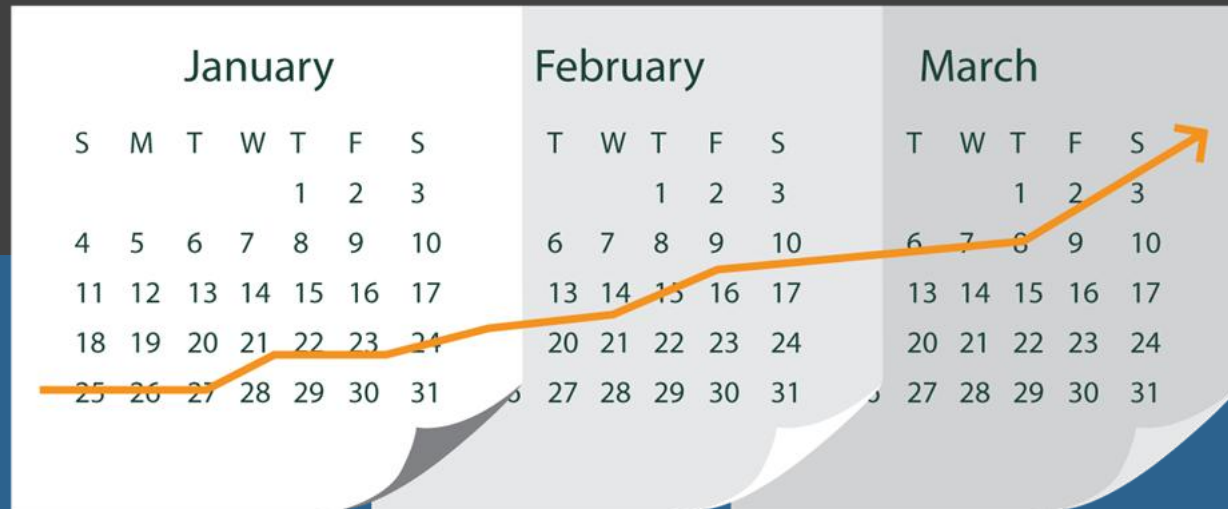 January
S M T W T F S
1 2 3
4 5 6 7 8 9 10
11 12 13 14 15 16 17
18 19 20 21 22 23 24
25 26 27 28 29 30 31
February
T W T F S
1 2 3
6 7 8 9 10
13 14 15 16 17
20 21 22 23 24
27 28 29 30 31
March
T W T F S
1 2 3
6 7 8 9 10
13 14 15 16 17
20 21 22 23 24
27 28 29 30 31